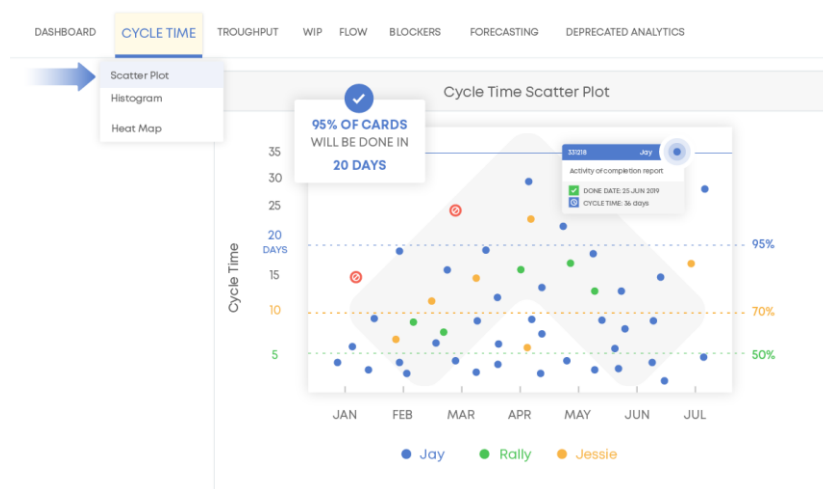 DASHBOARD CYCLE TIME TROUGHPUT WIP FLOW BLOCKERS FORECASTING DEPRECATED ANALYTICS
Scatter Plot
Histogram
Heat Map
Cycle Time Scatter Plot
95% OF CARDS
WILL BE DONE IN
20 DAYS
331218 Jay
Activity of completion report
DONE DATE: 25 JUN 2019
CYCLE TIME: 36 days
Cycle Time
35
30
25
20
DAYS
15
10
5
95%
70%
50%
JAN FEB MAR APR MAY JUN JUL
Jay Rally Jessie